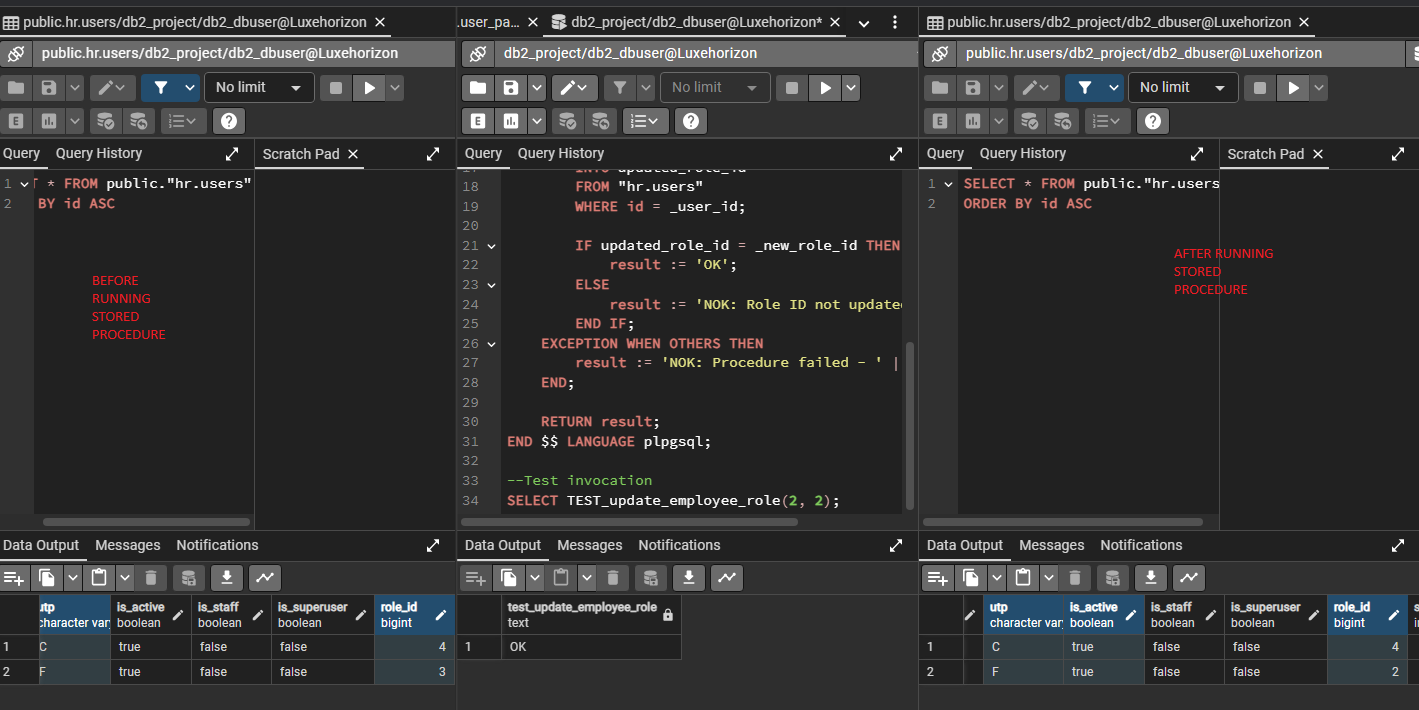 public.hr.users/db2_project/db2_dbuser@Luxehorizon
public.hr.users/db2_project/db2_dbuser@Luxehorizon
No limit
E
Query Query History
Scratch Pad
1 * FROM public."hr.users"
2 BY id ASC
BEFORE
RUNNING
STORED
PROCEDURE
Data Output Messages Notifications
utp is_active is_staff is_superuser role_id
character var boolean boolean boolean bigint
1 C true false false 4
2 F true false false 3
.user_pa... db2_project/db2_dbuser@Luxehorizon*
db2_project/db2_dbuser@Luxehorizon
No limit
E
Query Query History
17 INTO updated_role_id
18 FROM "hr.users"
19 WHERE id = _user_id;
20
21 IF updated_role_id = _new_role_id THEN
22 result := 'OK';
23 ELSE
24 result := 'NOK: Role ID not update
25 END IF;
26 EXCEPTION WHEN OTHERS THEN
27 result := 'NOK: Procedure failed - ' |
28 END;
29
30 RETURN result;
31 END $$ LANGUAGE plpgsql;
32
33 --Test invocation
34 SELECT TEST_update_employee_role(2, 2);
Data Output Messages Notifications
test_update_employee_role
text
1 OK
public.hr.users/db2_project/db2_dbuser@Luxehorizon
public.hr.users/db2_project/db2_dbuser@Luxehorizon
No limit
E
Query Query History
Scratch Pad
1 SELECT * FROM public."hr.users
2 ORDER BY id ASC
AFTER RUNNING
STORED
PROCEDURE
Data Output Messages Notifications
utp is_active is_staff is_superuser role_id
character var boolean boolean boolean bigint
1 C true false false 4
2 F true false false 2